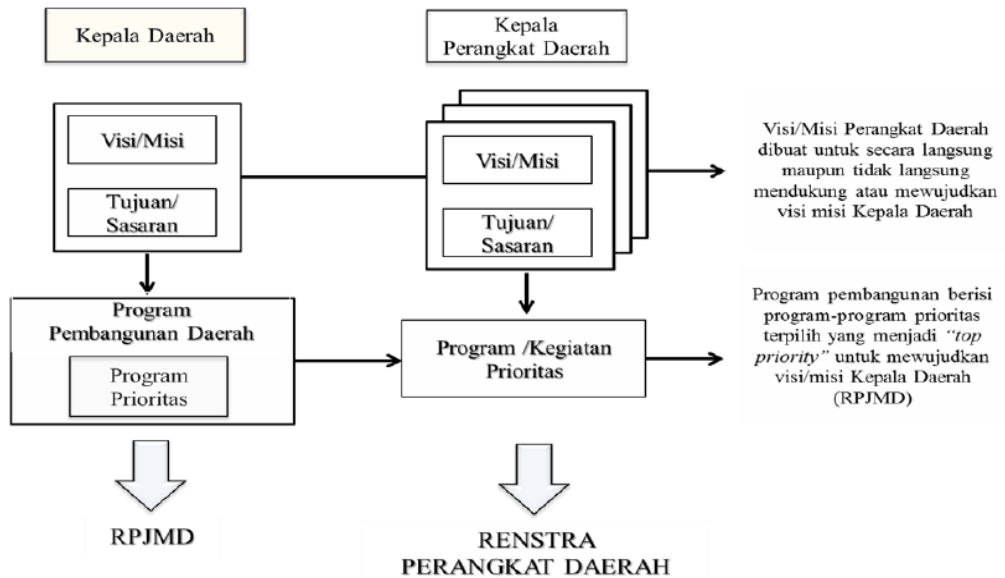 Kepala Daerah
Kepala
Perangkat Daerah
Visi/Misi
Tujuan/
Sasaran
Visi/Misi
Tujuan/
Sasaran
Visi/Misi Perangkat Daerah
dibuat untuk secara langsung
maupun tidak langsung
mendukung atau mewujudkan
visi misi Kepala Daerah
Program
Pembangunan Daerah
Program
Prioritas
Program /Kegiatan
Prioritas
Program pembangunan berisi
program-program prioritas
terpilih yang menjadi “top
priority” untuk mewujudkan
visi/misi Kepala Daerah
(RPJMD)
RPJMD
RENSTRA
PERANGKAT DAERAH